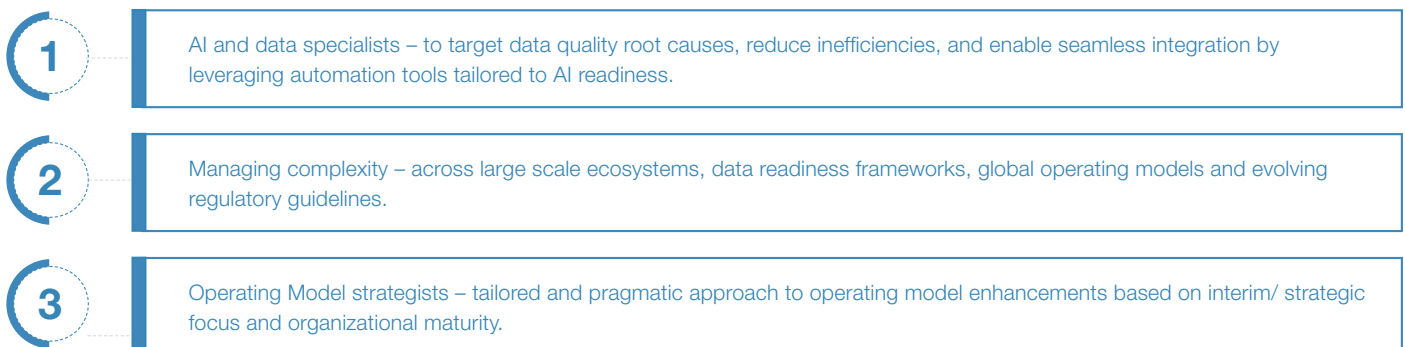 1
AI and data specialists – to target data quality root causes, reduce inefficiencies, and enable seamless integration by
leveraging automation tools tailored to AI readiness.
2
Managing complexity – across large scale ecosystems, data readiness frameworks, global operating models and evolving
regulatory guidelines.
3
Operating Model strategists – tailored and pragmatic approach to operating model enhancements based on interim/ strategic
focus and organizational maturity.